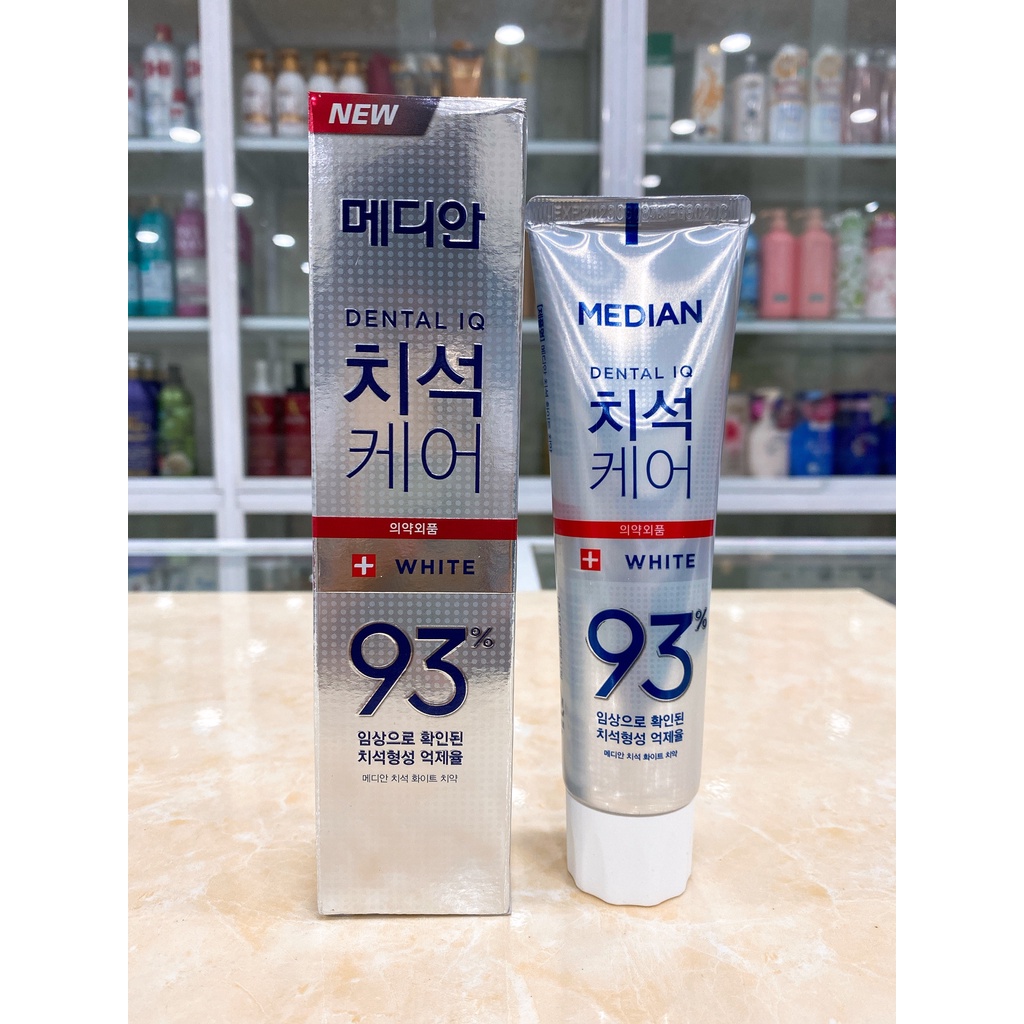 NEW
메디안
DENTAL IQ
치석
케어
의약외품
WHITE
93%
임상으로 확인된
치석형성 억제율
메디안 치석 화이트 치약
MEDIAN
DENTAL IQ
치석
케어
의약외품
WHITE
93%
임상으로 확인된
치석형성 억제율
메디안 치석 화이트 치약